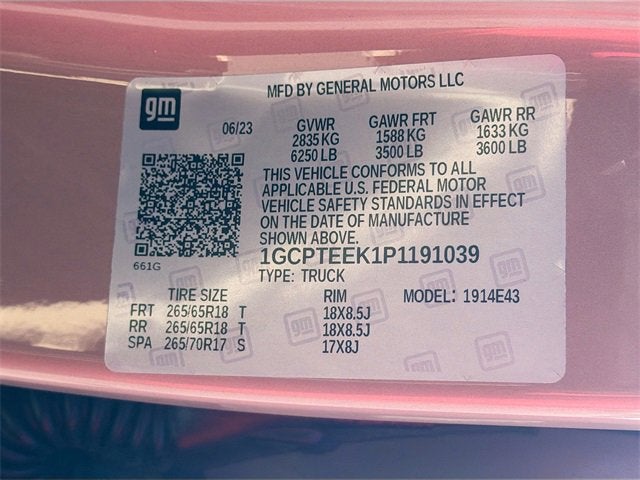 MFD BY GENERAL MOTORS LLC
gm
06/23 GVWR GAWR FRT GAWR RR
2835 KG 1588 KG 1633 KG
6250 LB 3500 LB 3600 LB
THIS VEHICLE CONFORMS TO ALL
APPLICABLE U.S. FEDERAL MOTOR
VEHICLE SAFETY STANDARDS IN EFFECT
ON THE DATE OF MANUFACTURE
SHOWN ABOVE.
661G
1GCPTEEK1P1191039
TYPE: TRUCK
TIRE SIZE RIM MODEL: 1914E43
FRT 265/65R18 T 18X8.5J
RR 265/65R18 T 18X8.5J
SPA 265/70R17 S 17X8J